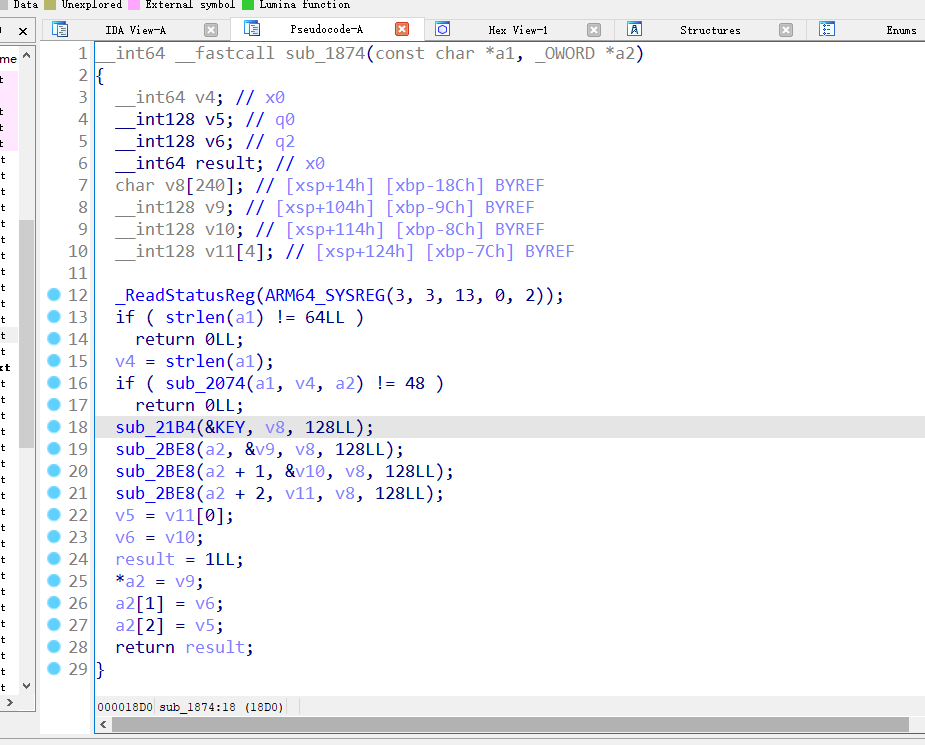 Data Unexplored External symbol Lumina function
IDA View-A Pseudocode-A Hex View-1 Structures Enums
1 __int64 __fastcall sub_1874(const char *a1, _OWORD *a2)
2 {
3 __int64 v4; // x0
4 __int128 v5; // q0
5 __int128 v6; // q2
6 __int64 result; // x0
7 char v8[240]; // [xsp+14h] [xbp-18Ch] BYREF
8 __int128 v9; // [xsp+104h] [xbp-9Ch] BYREF
9 __int128 v10; // [xsp+114h] [xbp-8Ch] BYREF
10 __int128 v11[4]; // [xsp+124h] [xbp-7Ch] BYREF
11
12 _ReadStatusReg(ARM64_SYSREG(3, 3, 13, 0, 2));
13 if ( strlen(a1) != 64LL )
14 return 0LL;
15 v4 = strlen(a1);
16 if ( sub_2074(a1, v4, a2) != 48 )
17 return 0LL;
18 sub_21B4(&KEY, v8, 128LL);
19 sub_2BE8(a2, &v9, v8, 128LL);
20 sub_2BE8(a2 + 1, &v10, v8, 128LL);
21 sub_2BE8(a2 + 2, v11, v8, 128LL);
22 v5 = v11[0];
23 v6 = v10;
24 result = 1LL;
25 *a2 = v9;
26 a2[1] = v6;
27 a2[2] = v5;
28 return result;
29 }
000018D0 sub_1874:18 (18D0)